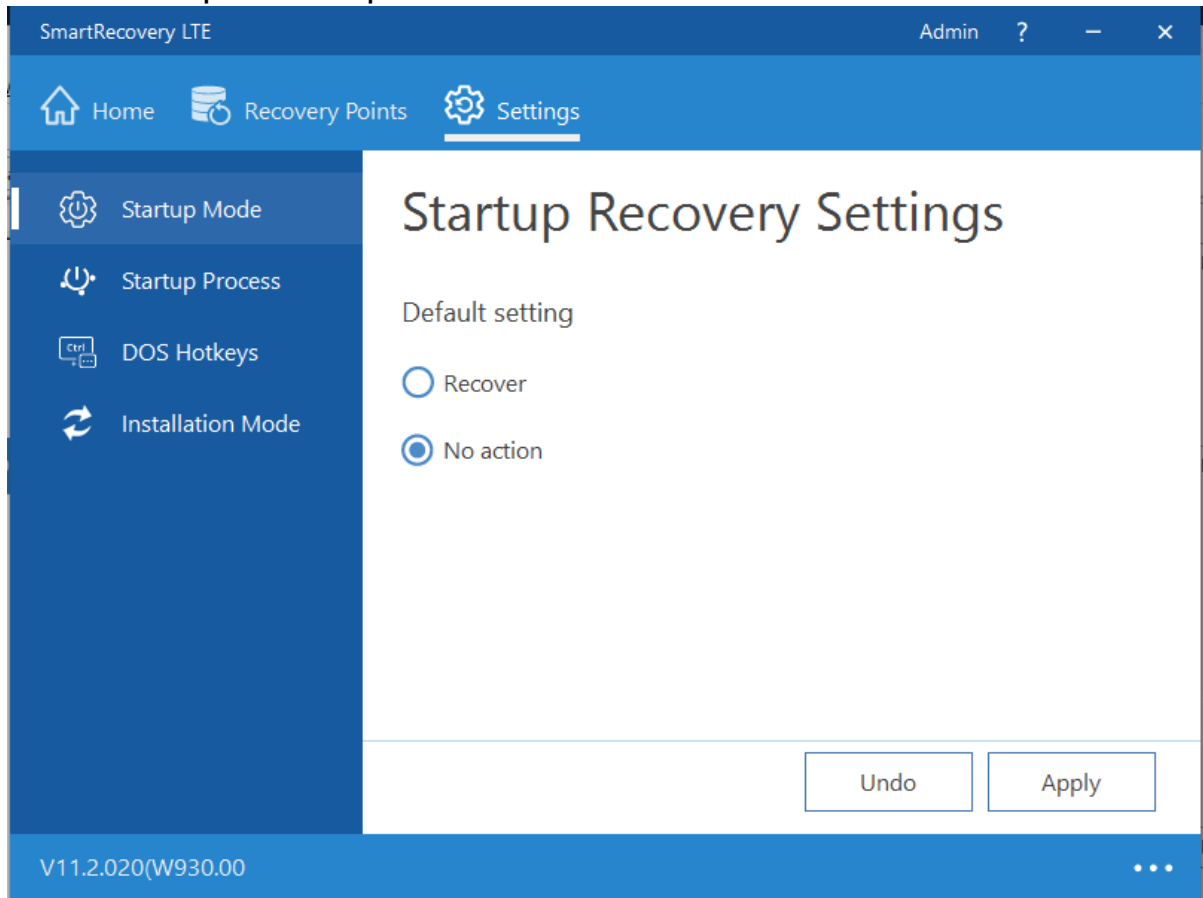 SmartRecovery LTE Admin ? – ×
Home Recovery Points Settings
Startup Mode
Startup Process
Ctrl
DOS Hotkeys
Installation Mode
Startup Recovery Settings
Default setting
Recover
No action
Undo Apply
V11.2.020(W930.00 •••